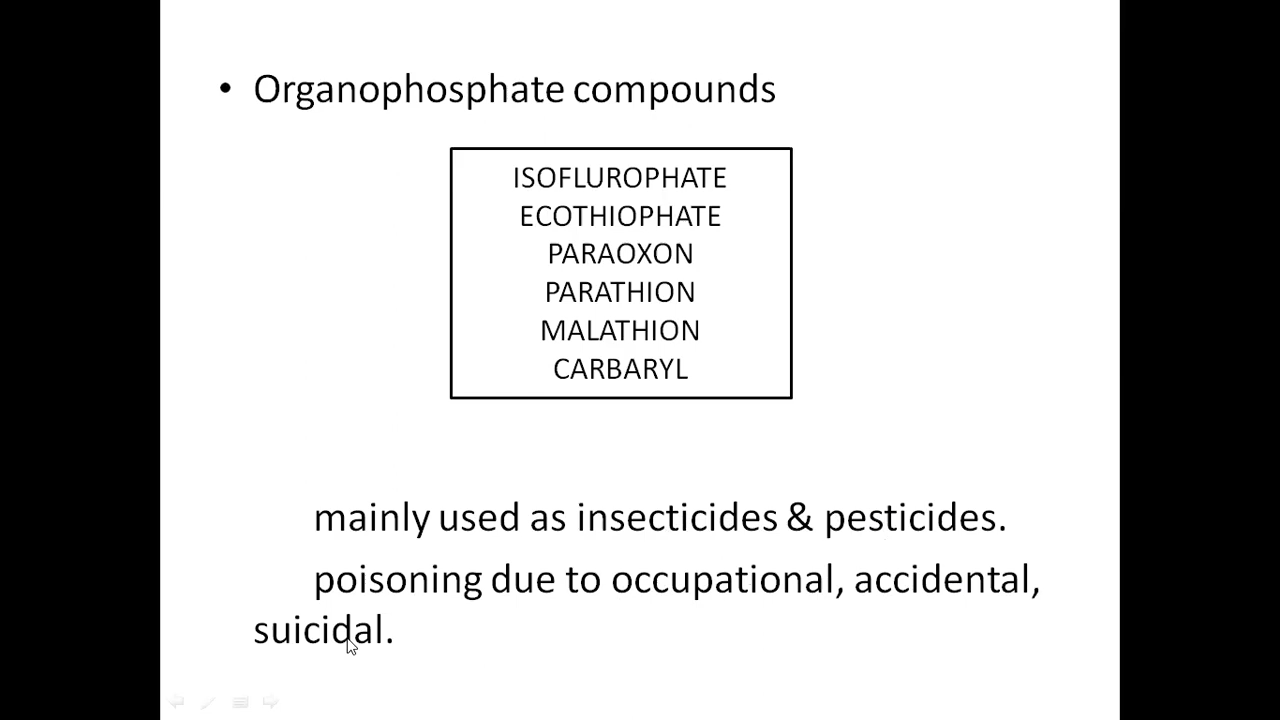 • Organophosphate compounds
ISOFLUROPHATE
ECOTHIOPHATE
PARAOXON
PARATHION
MALATHION
CARBARYL
mainly used as insecticides & pesticides.
poisoning due to occupational, accidental,
suicidal.